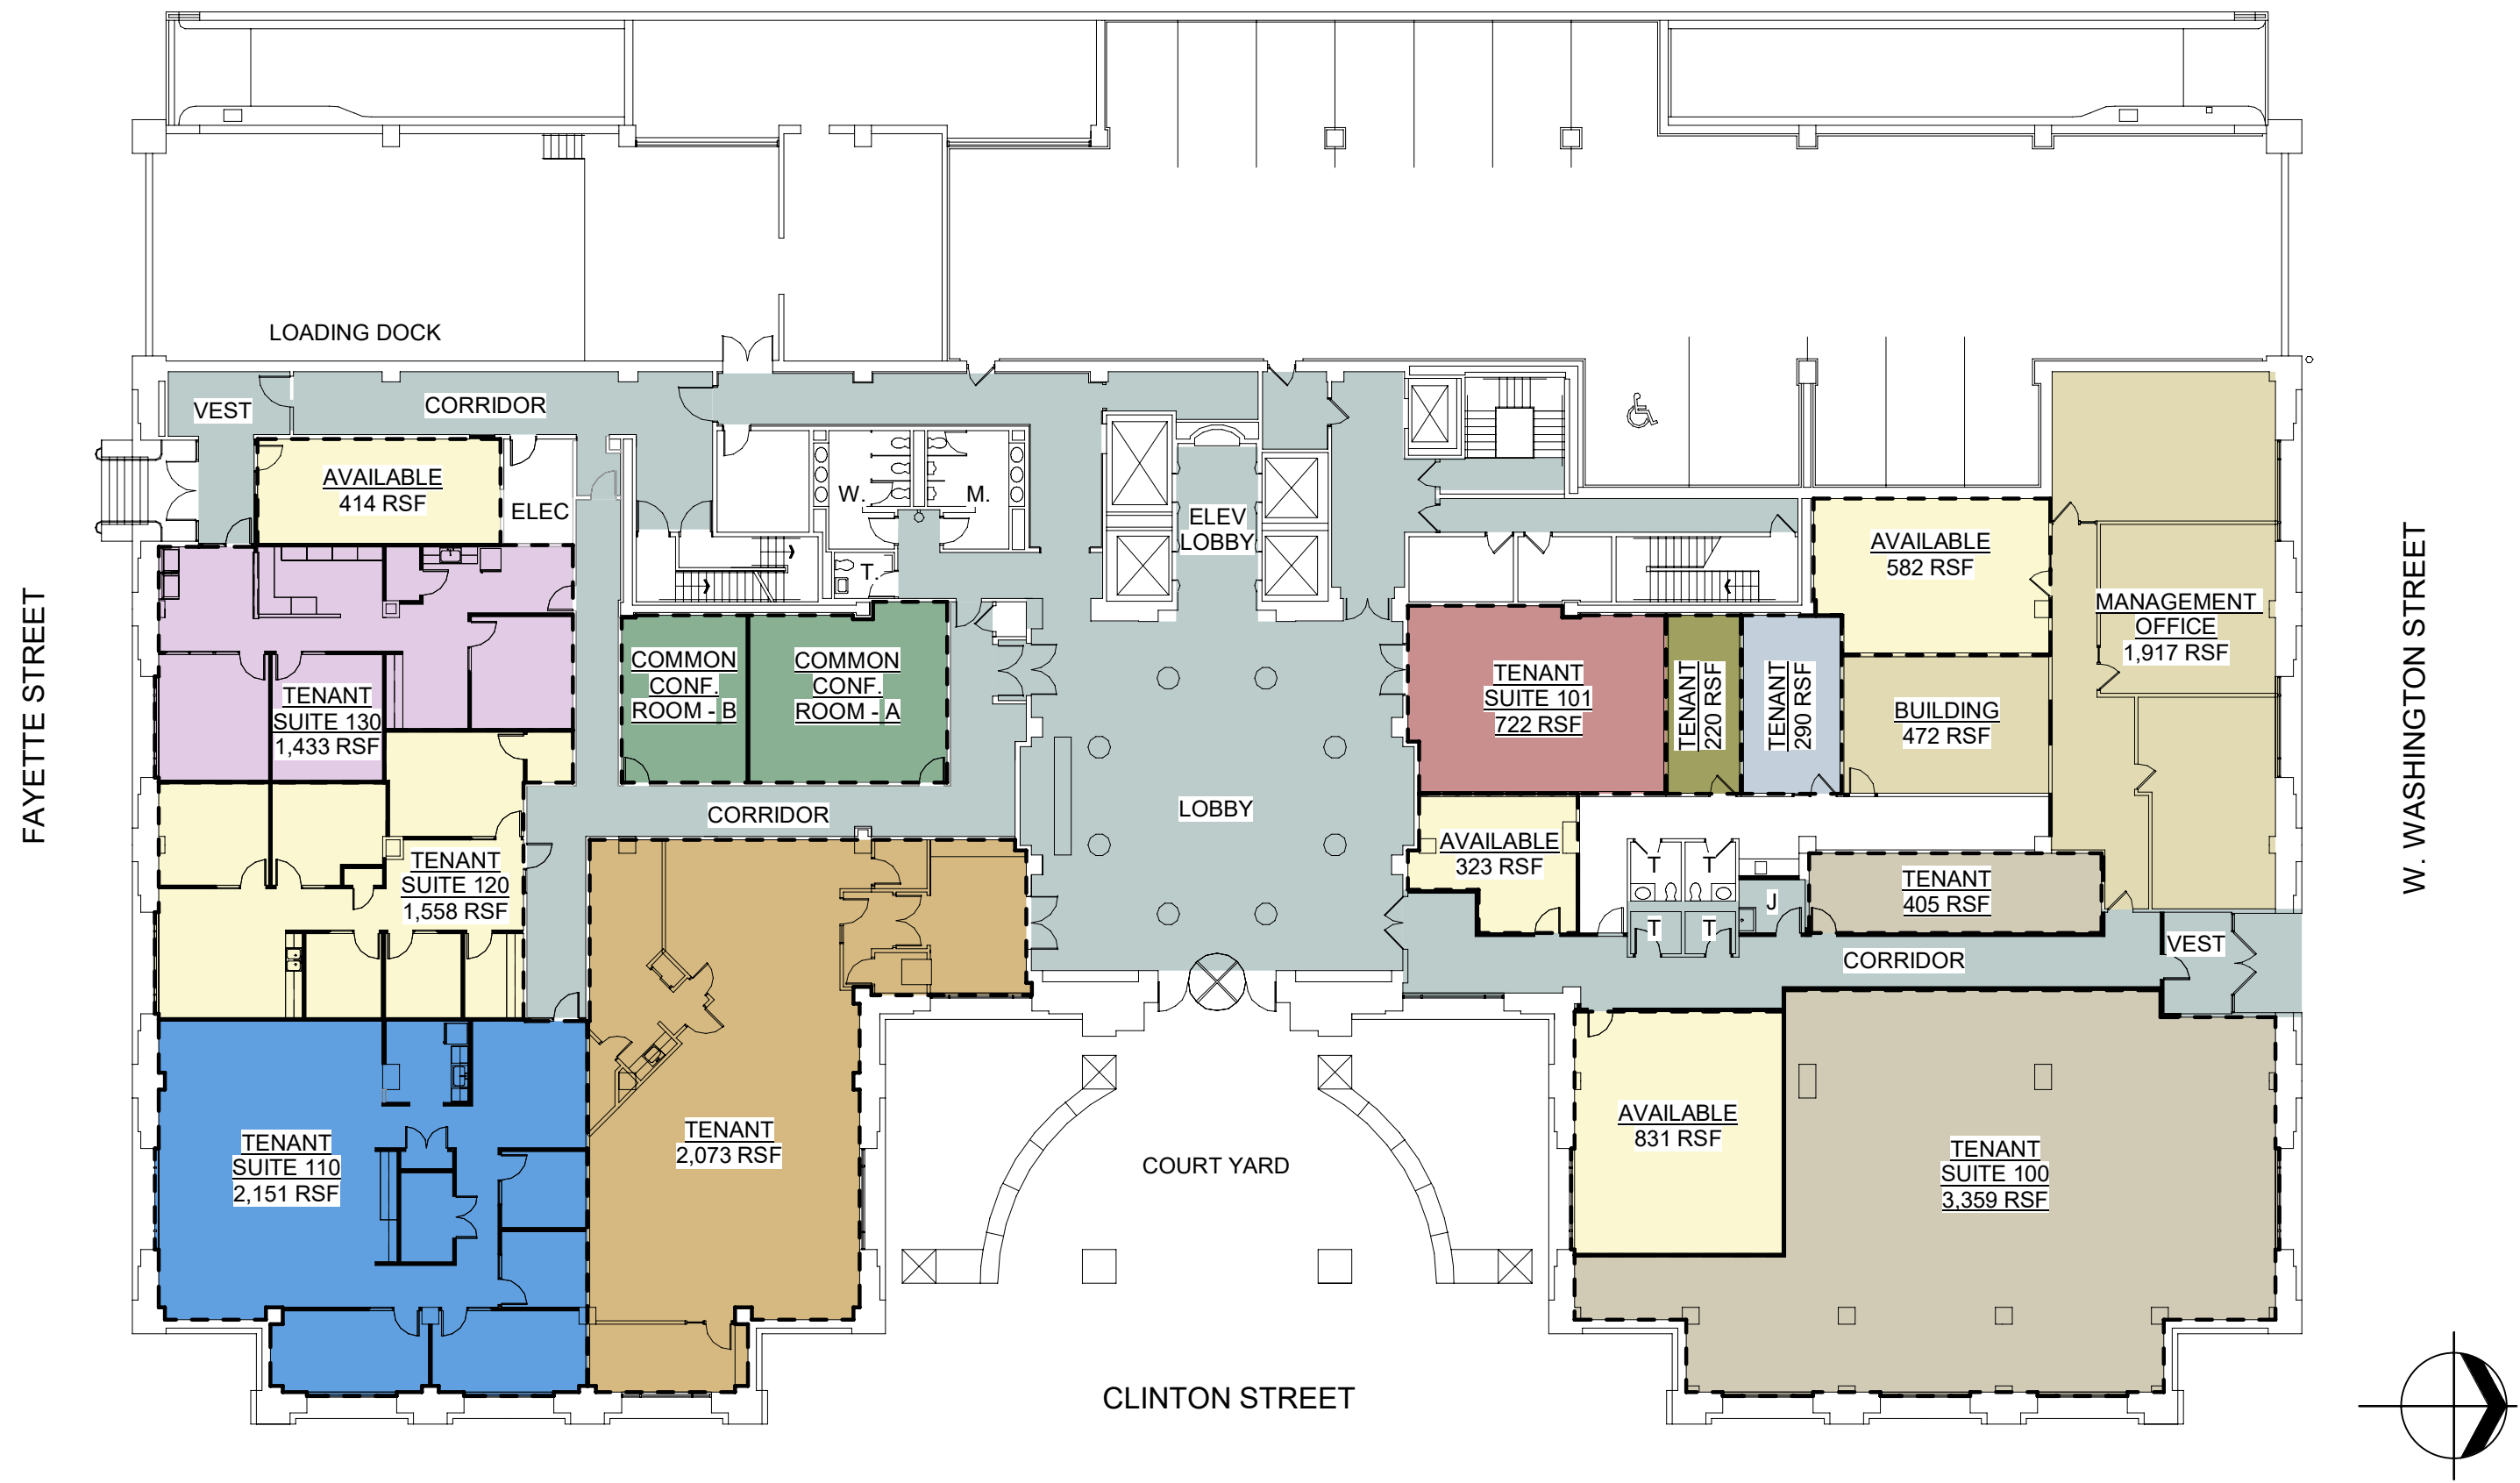 LOADING DOCK
VEST
CORRIDOR
AVAILABLE
414 RSF
ELEC
W.
M.
T.
ELEV
LOBBY
AVAILABLE
582 RSF
MANAGEMENT
OFFICE
1,917 RSF
FAYETTE STREET
W. WASHINGTON STREET
TENANT
SUITE 130
1,433 RSF
COMMON
CONF.
ROOM - B
COMMON
CONF.
ROOM - A
TENANT
SUITE 101
722 RSF
TENANT
220 RSF
TENANT
290 RSF
BUILDING
472 RSF
CORRIDOR
LOBBY
TENANT
SUITE 120
1,558 RSF
AVAILABLE
323 RSF
T
T
T
T
J
TENANT
405 RSF
CORRIDOR
VEST
TENANT
SUITE 110
2,151 RSF
TENANT
2,073 RSF
COURT YARD
AVAILABLE
831 RSF
TENANT
SUITE 100
3,359 RSF
CLINTON STREET